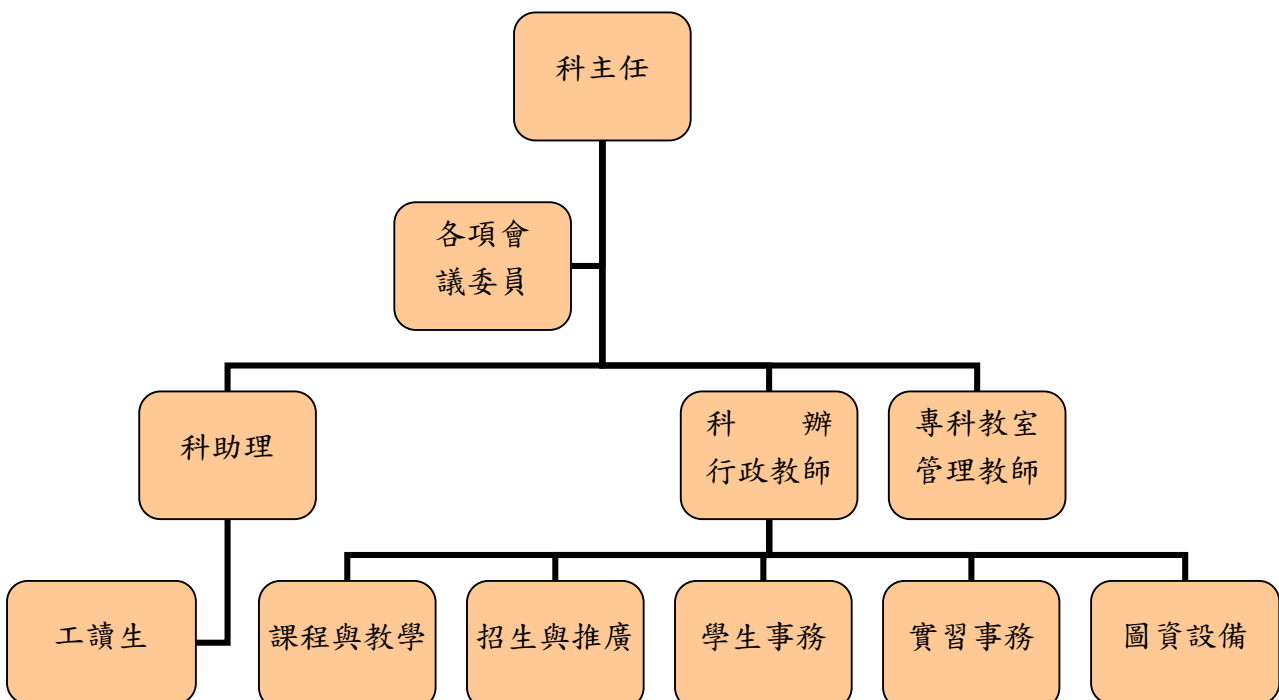 科主任
各項會
議委員
科助理
科　　辦
行政教師
專科教室
管理教師
工讀生
課程與教學
招生與推廣
學生事務
實習事務
圖資設備